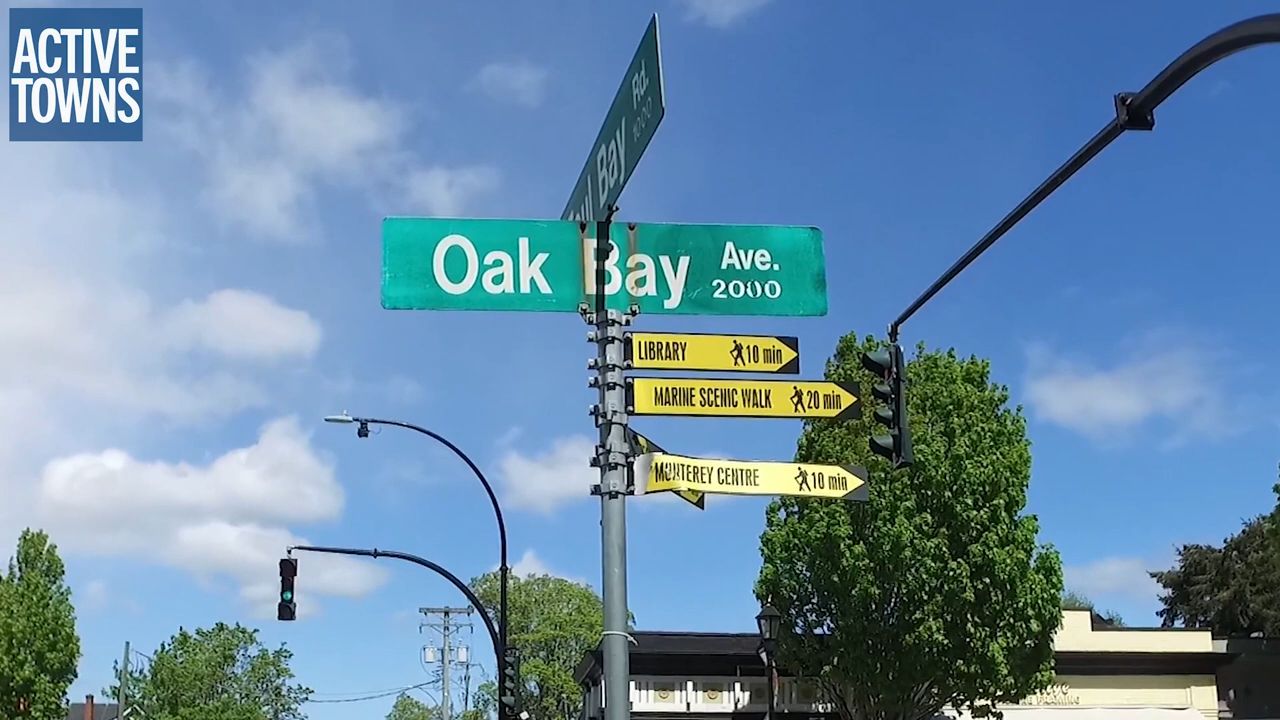 ACTIVE
TOWNS
Bay Rd.
1000
Oak Bay Ave.
2000
LIBRARY 10 min
MARINE SCENIC WALK 20 min
MONTEREY CENTRE 10 min